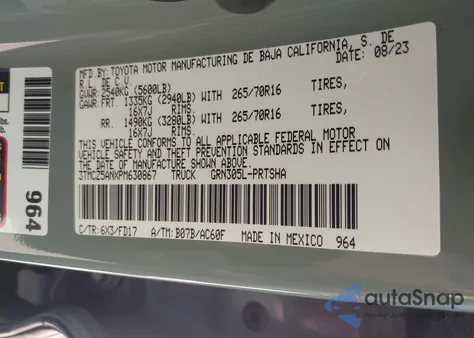 MFD.BY: TOYOTA MOTOR MANUFACTURING DE BAJA CALIFORNIA, S. DE
R.L. DE C.V. DATE: 08/23
GVWR: 2540KG (5600LB)
GAWR: FRT. 1335KG (2940LB) WITH 265/70R16 TIRES,
16X7J RIMS
RR. 1490KG (3280LB) WITH 265/70R16 TIRES,
16X7J RIMS
THIS VEHICLE CONFORMS TO ALL APPLICABLE FEDERAL MOTOR
VEHICLE SAFETY AND THEFT PREVENTION STANDARDS IN EFFECT ON
THE DATE OF MANUFACTURE SHOWN ABOVE.
3TMCZ5ANXPM630867 TRUCK GRN305L-PRTSHA
C/TR: 6X3/FD17 A/TM: B07B/AC60F MADE IN MEXICO 964
964
lbs.
autoSnap